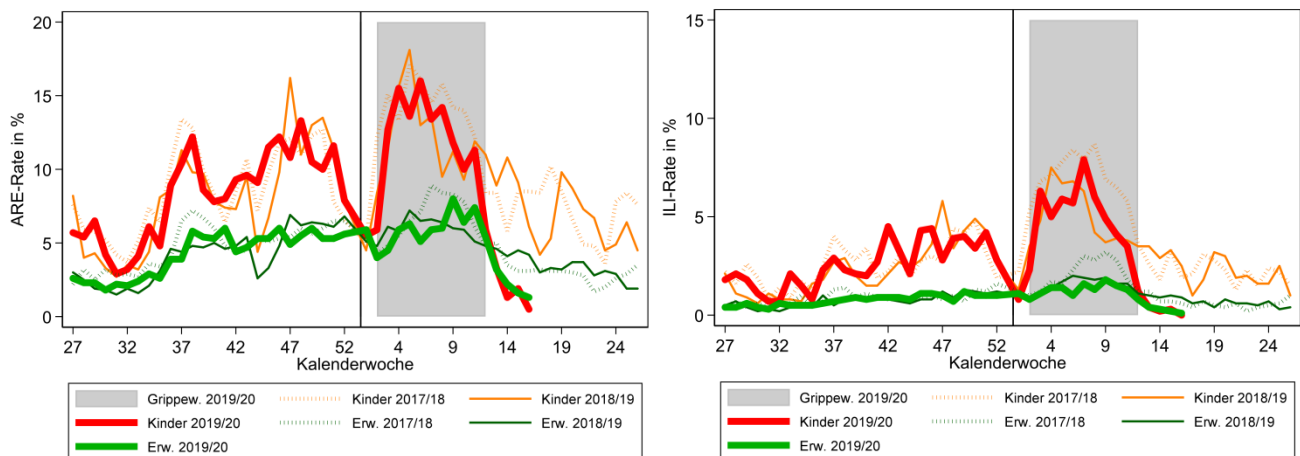 20
15
10
5
0
ARE-Rate in %
27 32 37 42 47 52 4 9 14 19 24
Kalenderwoche
Grippew. 2019/20 Kinder 2017/18 Kinder 2018/19
Kinder 2019/20 Erw. 2017/18 Erw. 2018/19
Erw. 2019/20
15
10
5
0
ILI-Rate in %
27 32 37 42 47 52 4 9 14 19 24
Kalenderwoche
Grippew. 2019/20 Kinder 2017/18 Kinder 2018/19
Kinder 2019/20 Erw. 2017/18 Erw. 2018/19
Erw. 2019/20